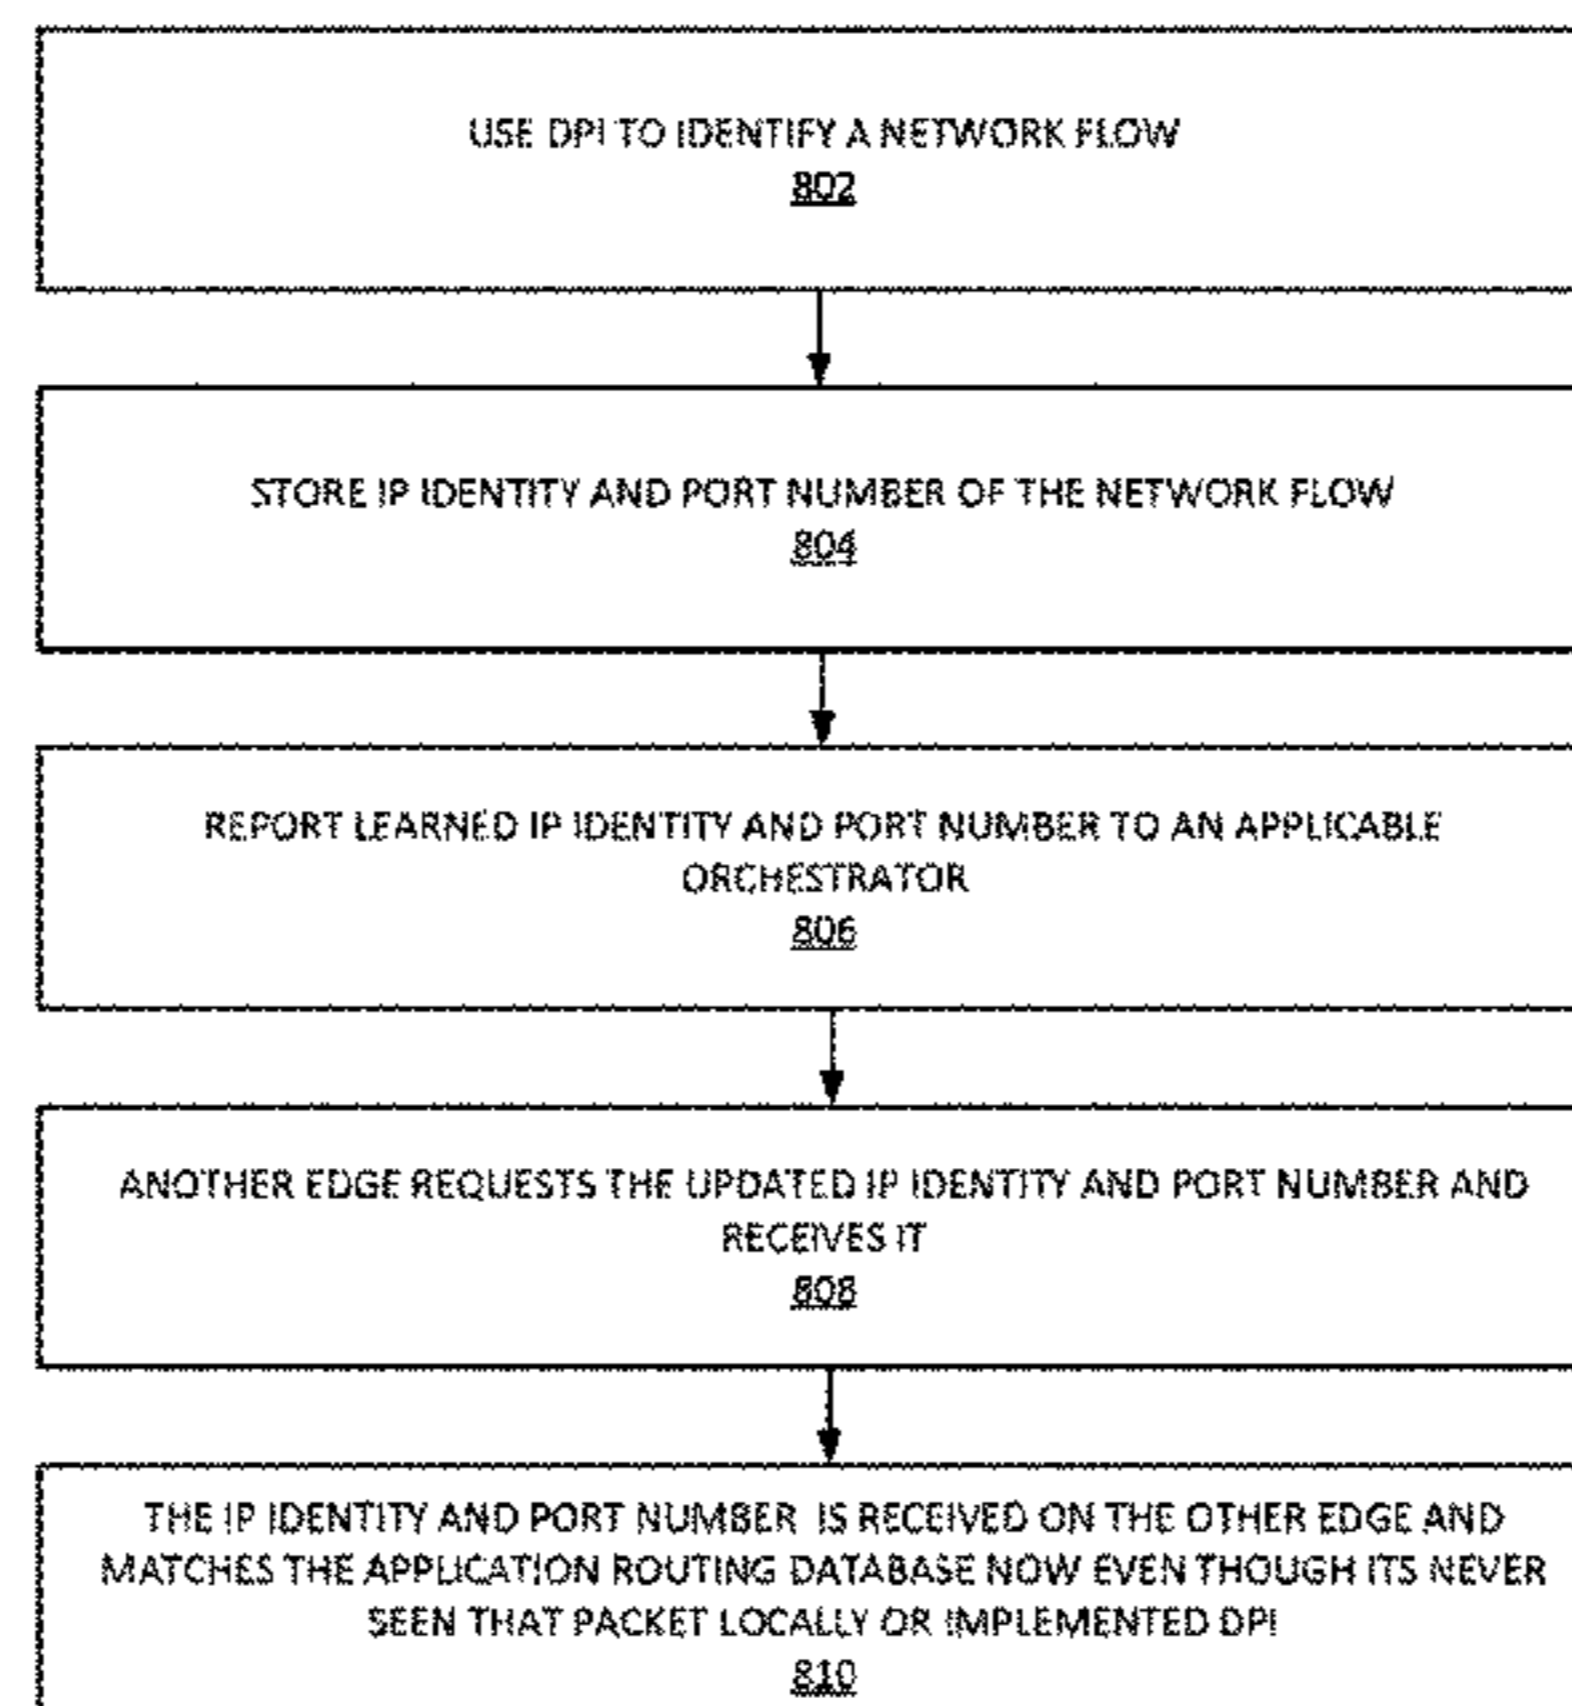 USE DPI TO IDENTIFY A NETWORK FLOW
802
STORE IP IDENTITY AND PORT NUMBER OF THE NETWORK FLOW
804
REPORT LEARNED IP IDENTITY AND PORT NUMBER TO AN APPLICABLE
ORCHESTRATOR
806
ANOTHER EDGE REQUESTS THE UPDATED IP IDENTITY AND PORT NUMBER AND
RECEIVES IT
808
THE IP IDENTITY AND PORT NUMBER IS RECEIVED ON THE OTHER EDGE AND
MATCHES THE APPLICATION ROUTING DATABASE NOW EVEN THOUGH ITS NEVER
SEEN THAT PACKET LOCALLY OR IMPLEMENTED DPI
810